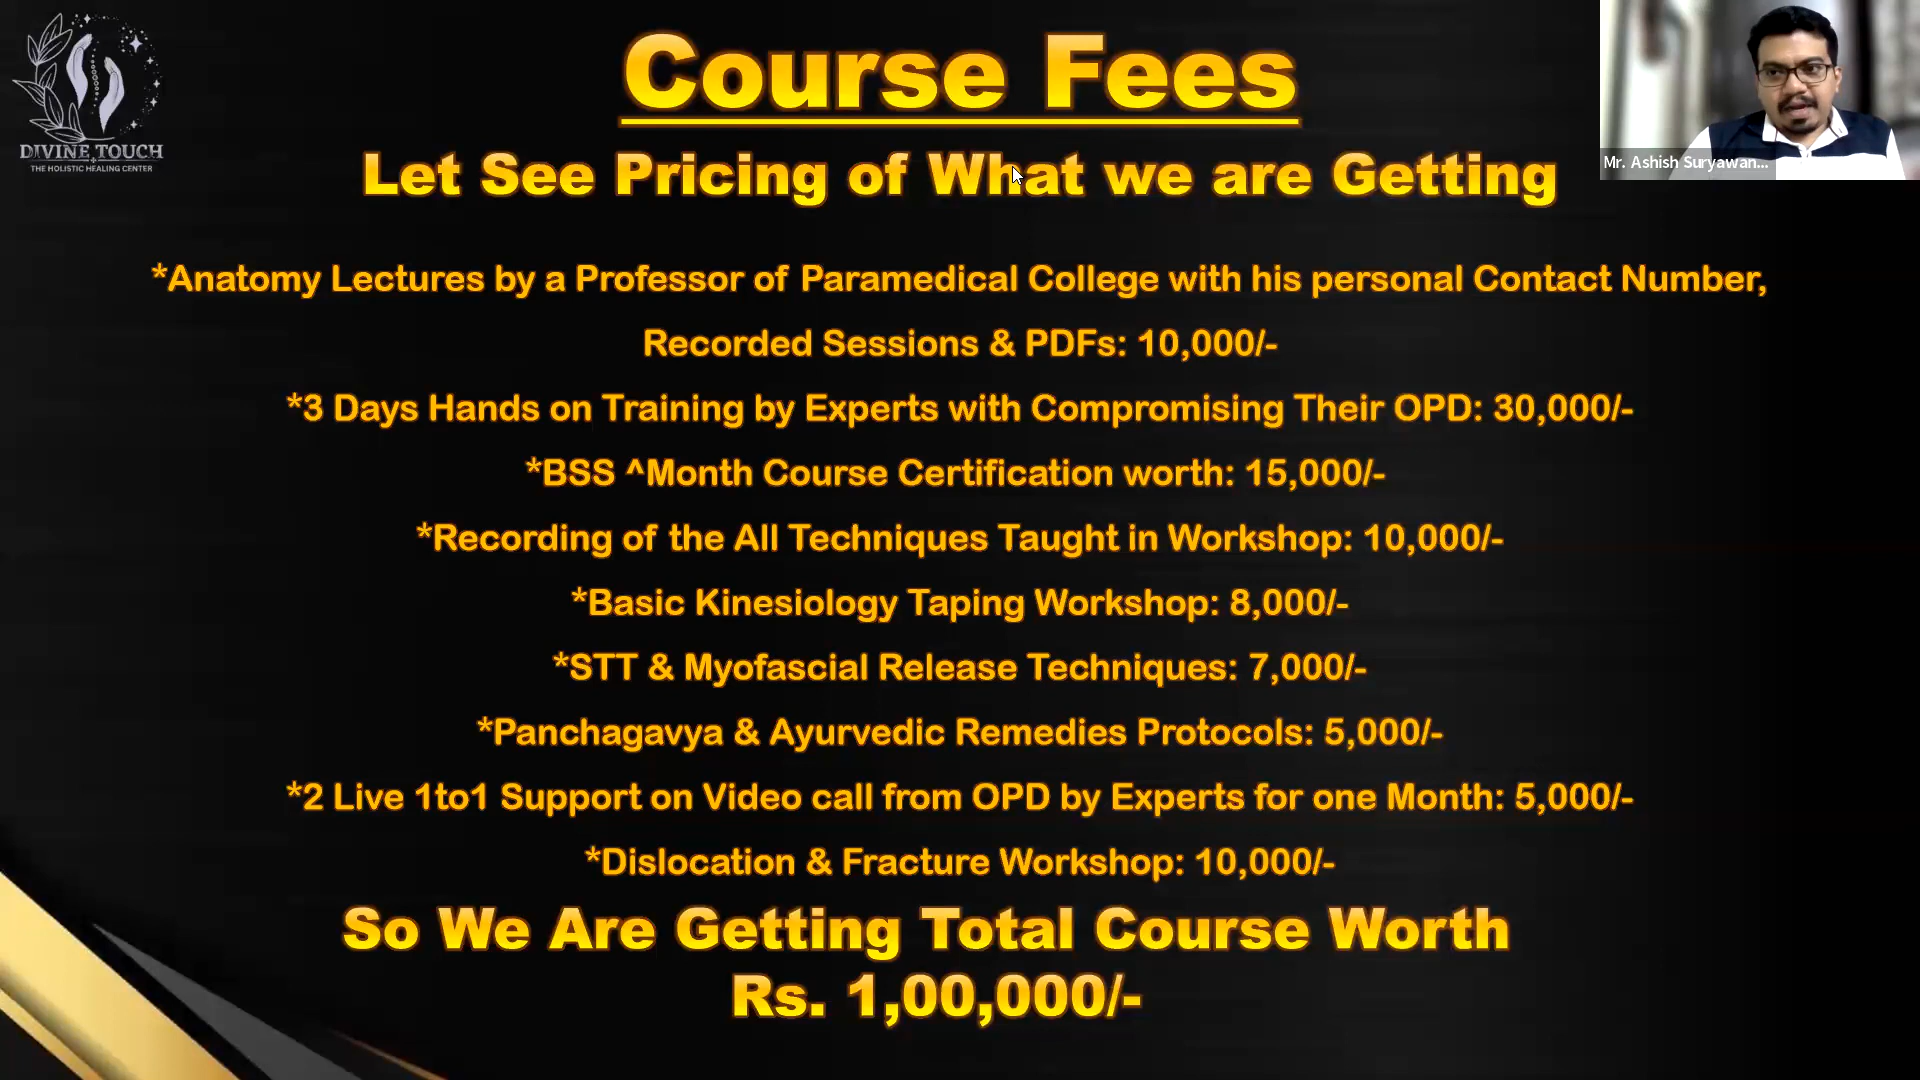 DIVINE TOUCH
THE HOLISTIC HEALING CENTER
Course Fees
Mr. Ashish Suryawan...
Let See Pricing of What we are Getting
*Anatomy Lectures by a Professor of Paramedical College with his personal Contact Number,
Recorded Sessions & PDFs: 10,000/-
*3 Days Hands on Training by Experts with Compromising Their OPD: 30,000/-
*BSS ^Month Course Certification worth: 15,000/-
*Recording of the All Techniques Taught in Workshop: 10,000/-
*Basic Kinesiology Taping Workshop: 8,000/-
*STT & Myofascial Release Techniques: 7,000/-
*Panchagavya & Ayurvedic Remedies Protocols: 5,000/-
*2 Live 1to1 Support on Video call from OPD by Experts for one Month: 5,000/-
*Dislocation & Fracture Workshop: 10,000/-
So We Are Getting Total Course Worth
Rs. 1,00,000/-